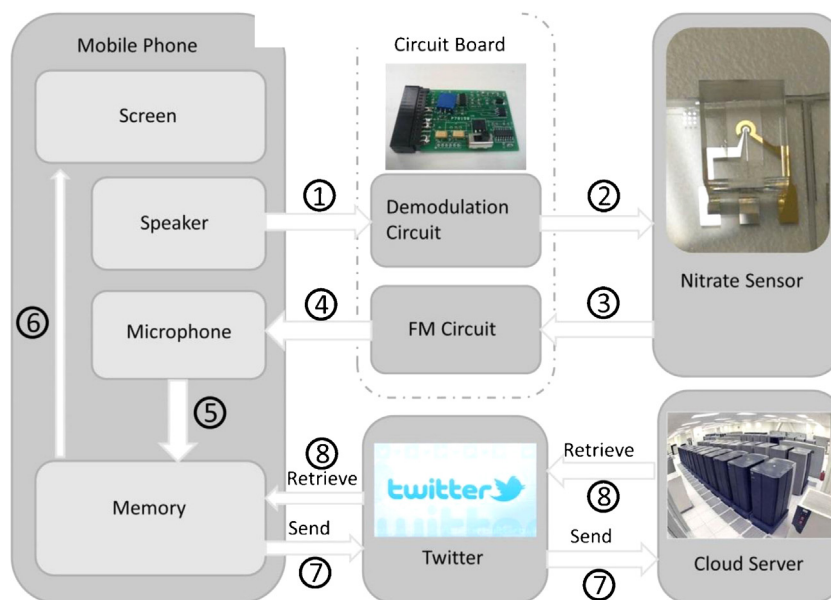 Mobile Phone
Circuit Board
Screen
①
②
Speaker
Demodulation
Circuit
Nitrate Sensor
⑥
④
③
Microphone
FM Circuit
⑤
⑧
Retrieve
Retrieve
⑧
twitter
Memory
Send
Send
⑦
Twitter
⑦
Cloud Server